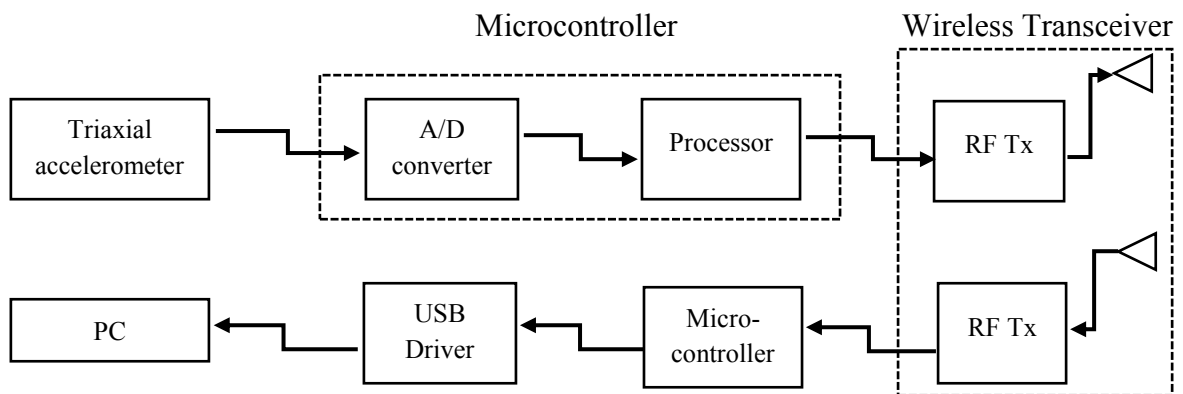 Microcontroller
Wireless Transceiver
Triaxial
accelerometer
A/D
converter
Processor
RF Tx
PC
USB
Driver
Micro-
controller
RF Tx